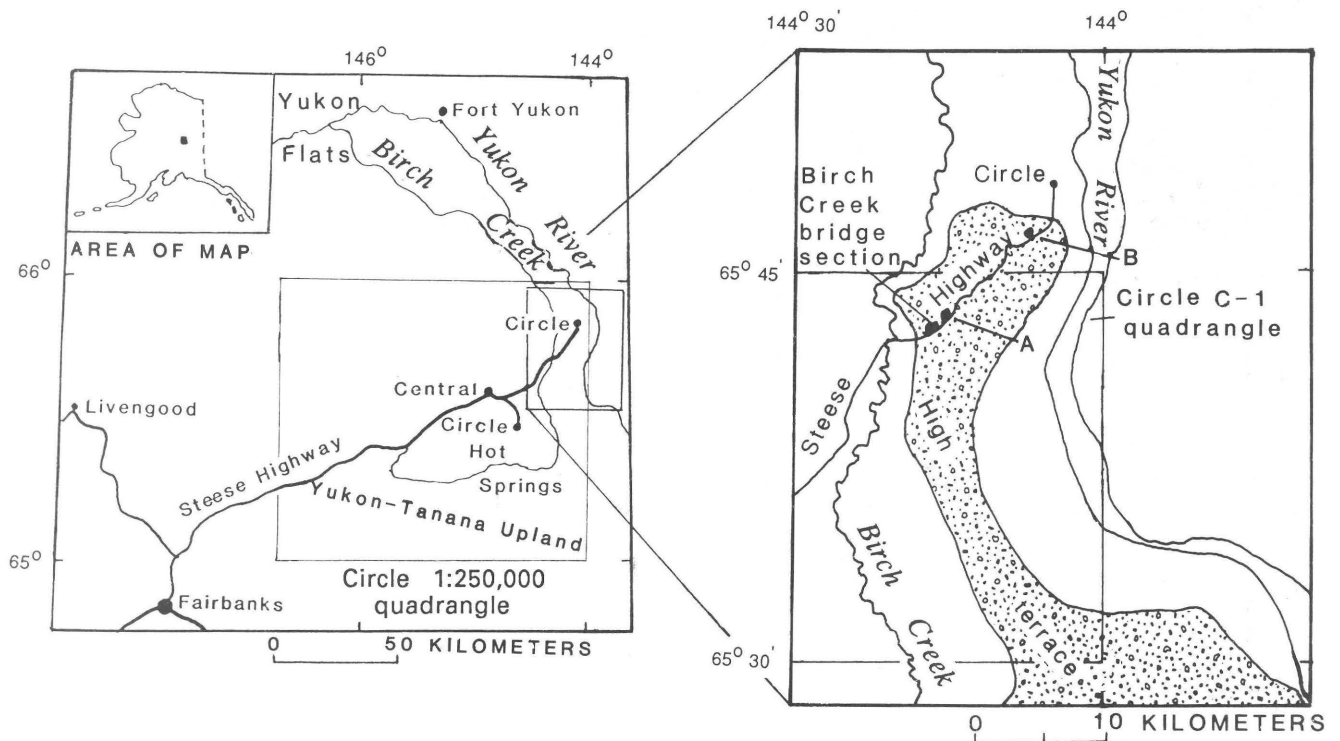 146°
144°
AREA OF MAP
Yukon
Flats
Fort Yukon
Birch
Creek
Yukon
River
66°
Circle
Central
Circle
Hot
Springs
Livengood
Steese Highway
Yukon-Tanana Upland
65°
Circle 1:250,000
quadrangle
Fairbanks
0 50 KILOMETERS
144° 30'
144°
Yukon
River
Circle
Birch
Creek
bridge
section
Highway
B
65° 45'
Circle C-1
quadrangle
A
Steese
High
terrace
Birch
Creek
65° 30'
0 10 KILOMETERS